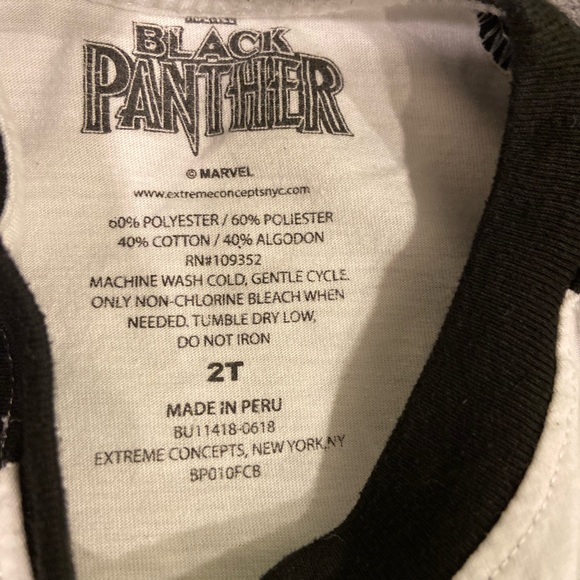 BLACK
PANTHER
© MARVEL
www.extremeconceptsnyc.com
60% POLYESTER / 60% POLIESTER
40% COTTON / 40% ALGODON
RN#109352
MACHINE WASH COLD, GENTLE CYCLE.
ONLY NON-CHLORINE BLEACH WHEN
NEEDED. TUMBLE DRY LOW,
DO NOT IRON
2T
MADE IN PERU
BU11418-0618
EXTREME CONCEPTS, NEW YORK,NY
BP010FCB